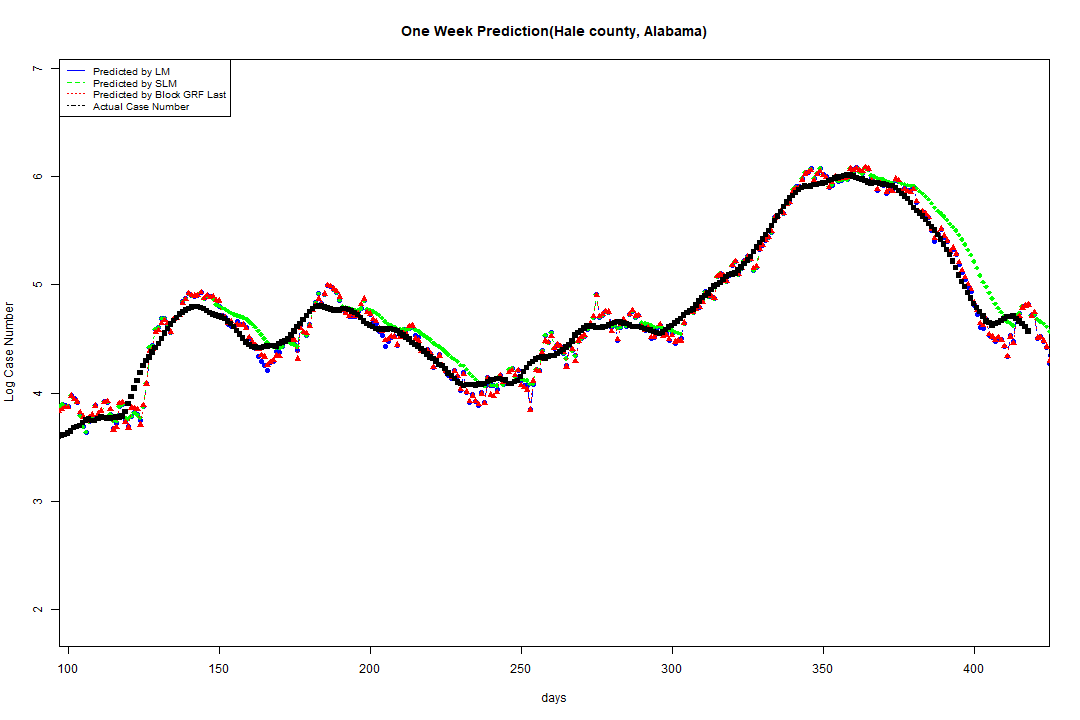 One Week Prediction(Hale county, Alabama)
Predicted by LM
Predicted by SLM
Predicted by Block GRF Last
Actual Case Number
7
6
5
4
3
2
Log Case Number
100 150 200 250 300 350 400
days